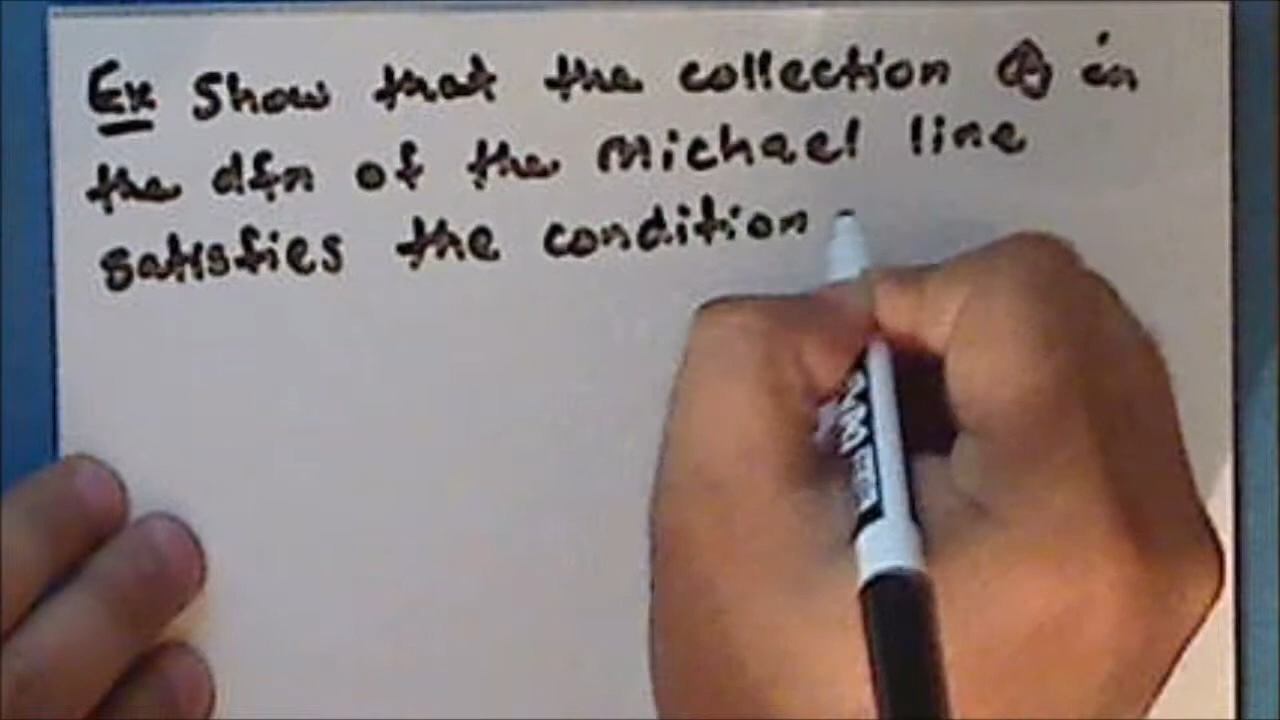 Ex Show that the collection in
the dfn of the Michael line
satisfies the condition